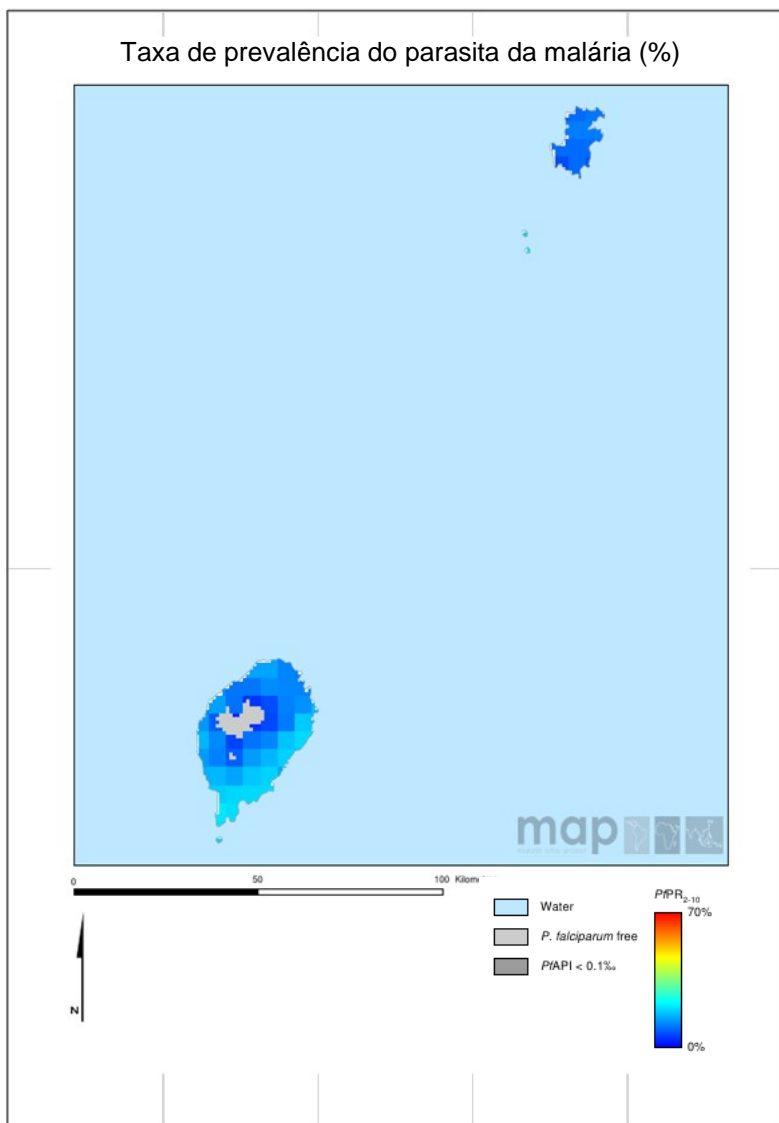 Taxa de prevalência do parasita da malária (%)
map
0
50
100
Water
P. falciparum free
PfAPI < 0.1‰
PfPR2-10
70%
0%
N